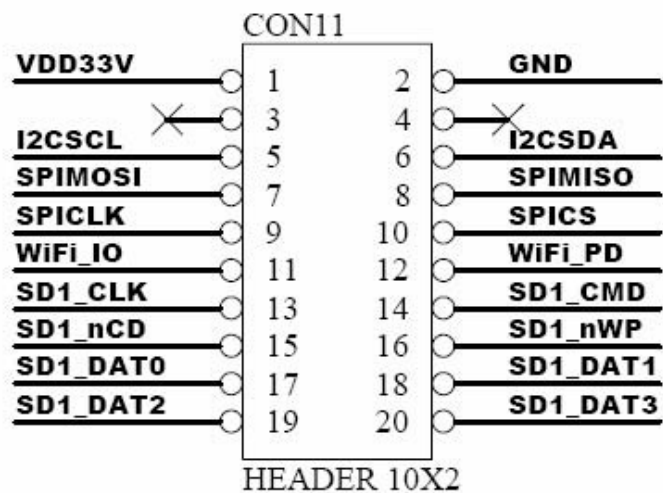 CON11
VDD33V 1 2 GND
3 4
I2CSCL 5 6 I2CSDA
SPIMOSI 7 8 SPIMISO
SPICLK 9 10 SPICS
WiFi_IO 11 12 WiFi_PD
SD1_CLK 13 14 SD1_CMD
SD1_nCD 15 16 SD1_nWP
SD1_DAT0 17 18 SD1_DAT1
SD1_DAT2 19 20 SD1_DAT3
HEADER 10X2